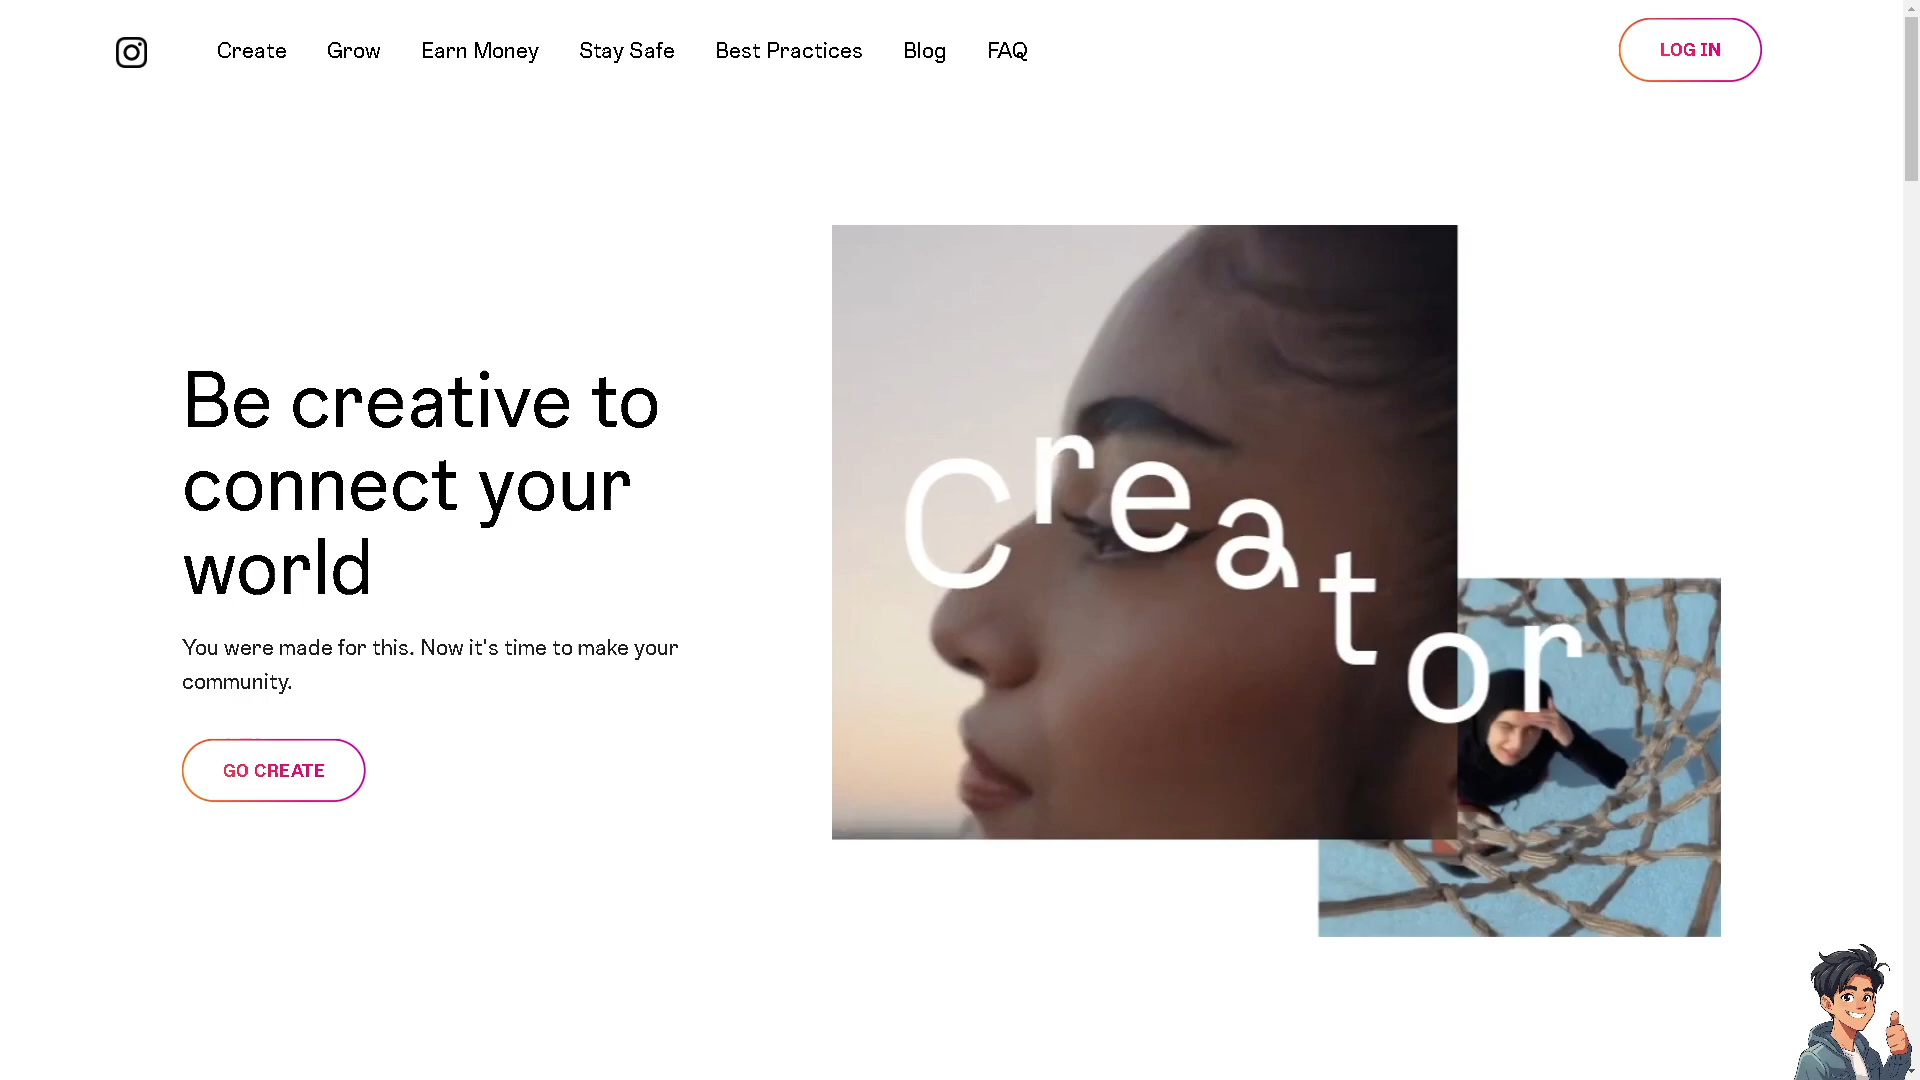 Create Grow Earn Money Stay Safe Best Practices Blog FAQ LOG IN
Be creative to
connect your
world
You were made for this. Now it's time to make your
community.
GO CREATE
Creator